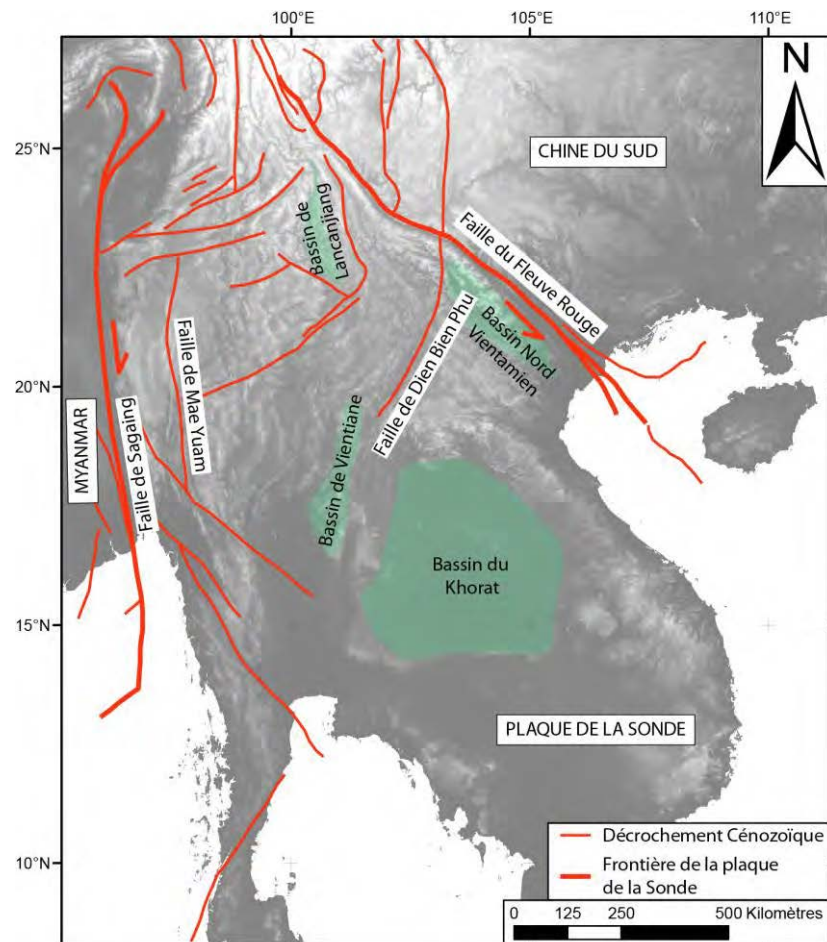 100°E
105°E
110°E
N
25°N
20°N
15°N
10°N
CHINE DU SUD
Bassin de
Lancanjiang
Faille du Fleuve Rouge
Bassin Nord
Vientamien
Faille de Dien Bien Phu
Faille de Mae Yuam
MYANMAR
Faille de Sagaing
Bassin de Vientiane
Bassin du
Khorat
PLAQUE DE LA SONDE
Décrochement Cénozoïque
Frontière de la plaque
de la Sonde
0 125 250 500 Kilomètres